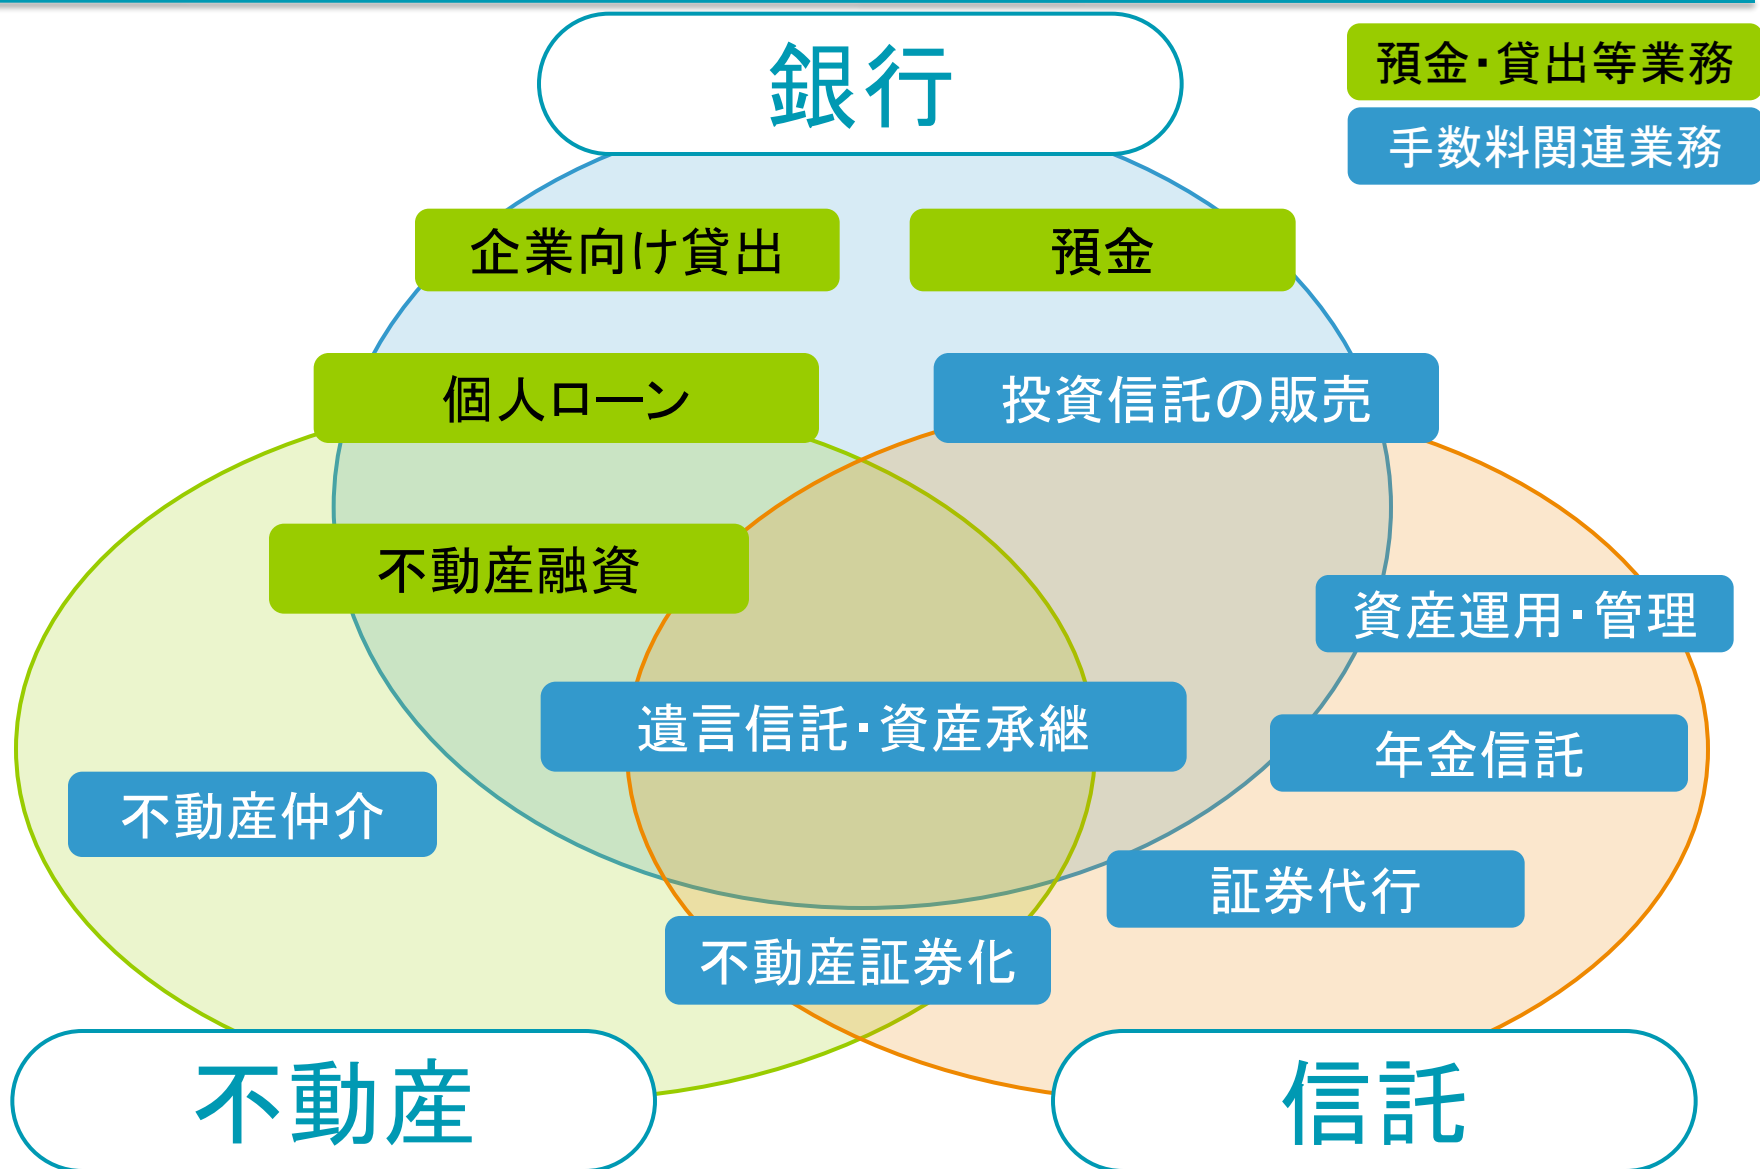 銀行
預金・貸出等業務
手数料関連業務
企業向け貸出
預金
個人ローン
投資信託の販売
不動産融資
資産運用・管理
遺言信託・資産承継
年金信託
不動産仲介
証券代行
不動産証券化
不動産
信託